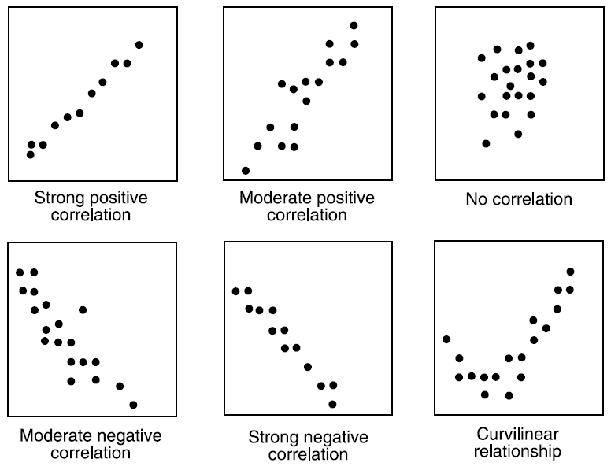 Strong positive
correlation
Moderate positive
correlation
No correlation
Moderate negative
correlation
Strong negative
correlation
Curvilinear
relationship